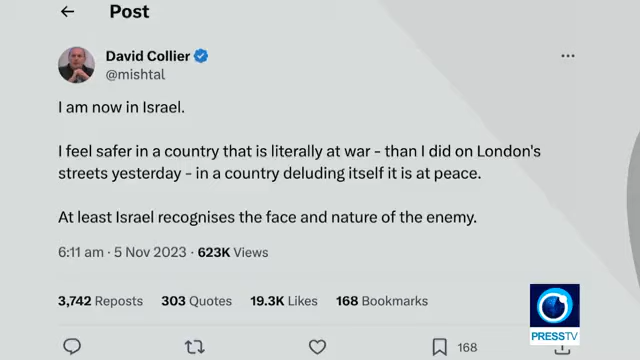 Post
David Collier
@mishtal
I am now in Israel.
I feel safer in a country that is literally at war - than I did on London's
streets yesterday - in a country deluding itself it is at peace.
At least Israel recognises the face and nature of the enemy.
6:11 am · 5 Nov 2023 · 623K Views
3,742 Reposts 303 Quotes 19.3K Likes 168 Bookmarks
168
PRESSTV